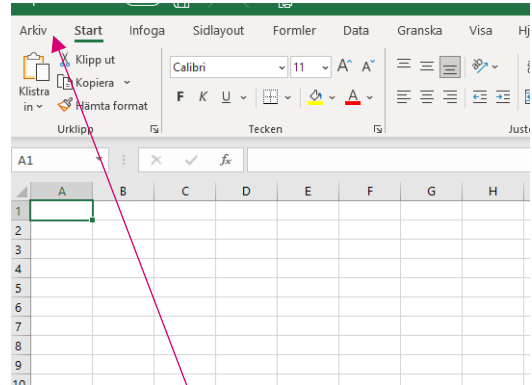 Arkiv Start Infoga Sidlayout Formler Data Granska Visa
Klipp ut
Kopiera
Hämta format
Klistra
in
Calibri 11 A^ A˅
F K U A
Urklipp Tecken
A1 fx
A B C D E F G H
1
2
3
4
5
6
7
8
9
10